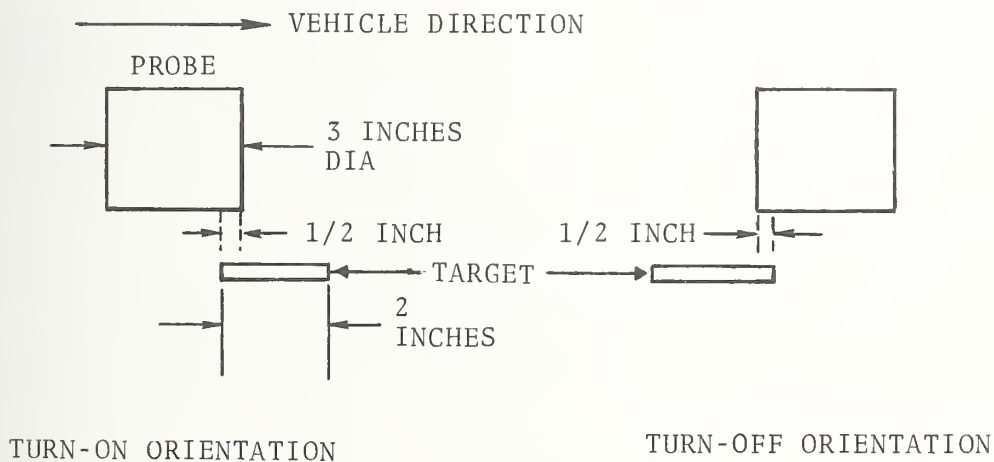 VEHICLE DIRECTION
PROBE
3 INCHES
DIA
1/2 INCH
1/2 INCH
TARGET
2
INCHES
TURN-ON ORIENTATION
TURN-OFF ORIENTATION